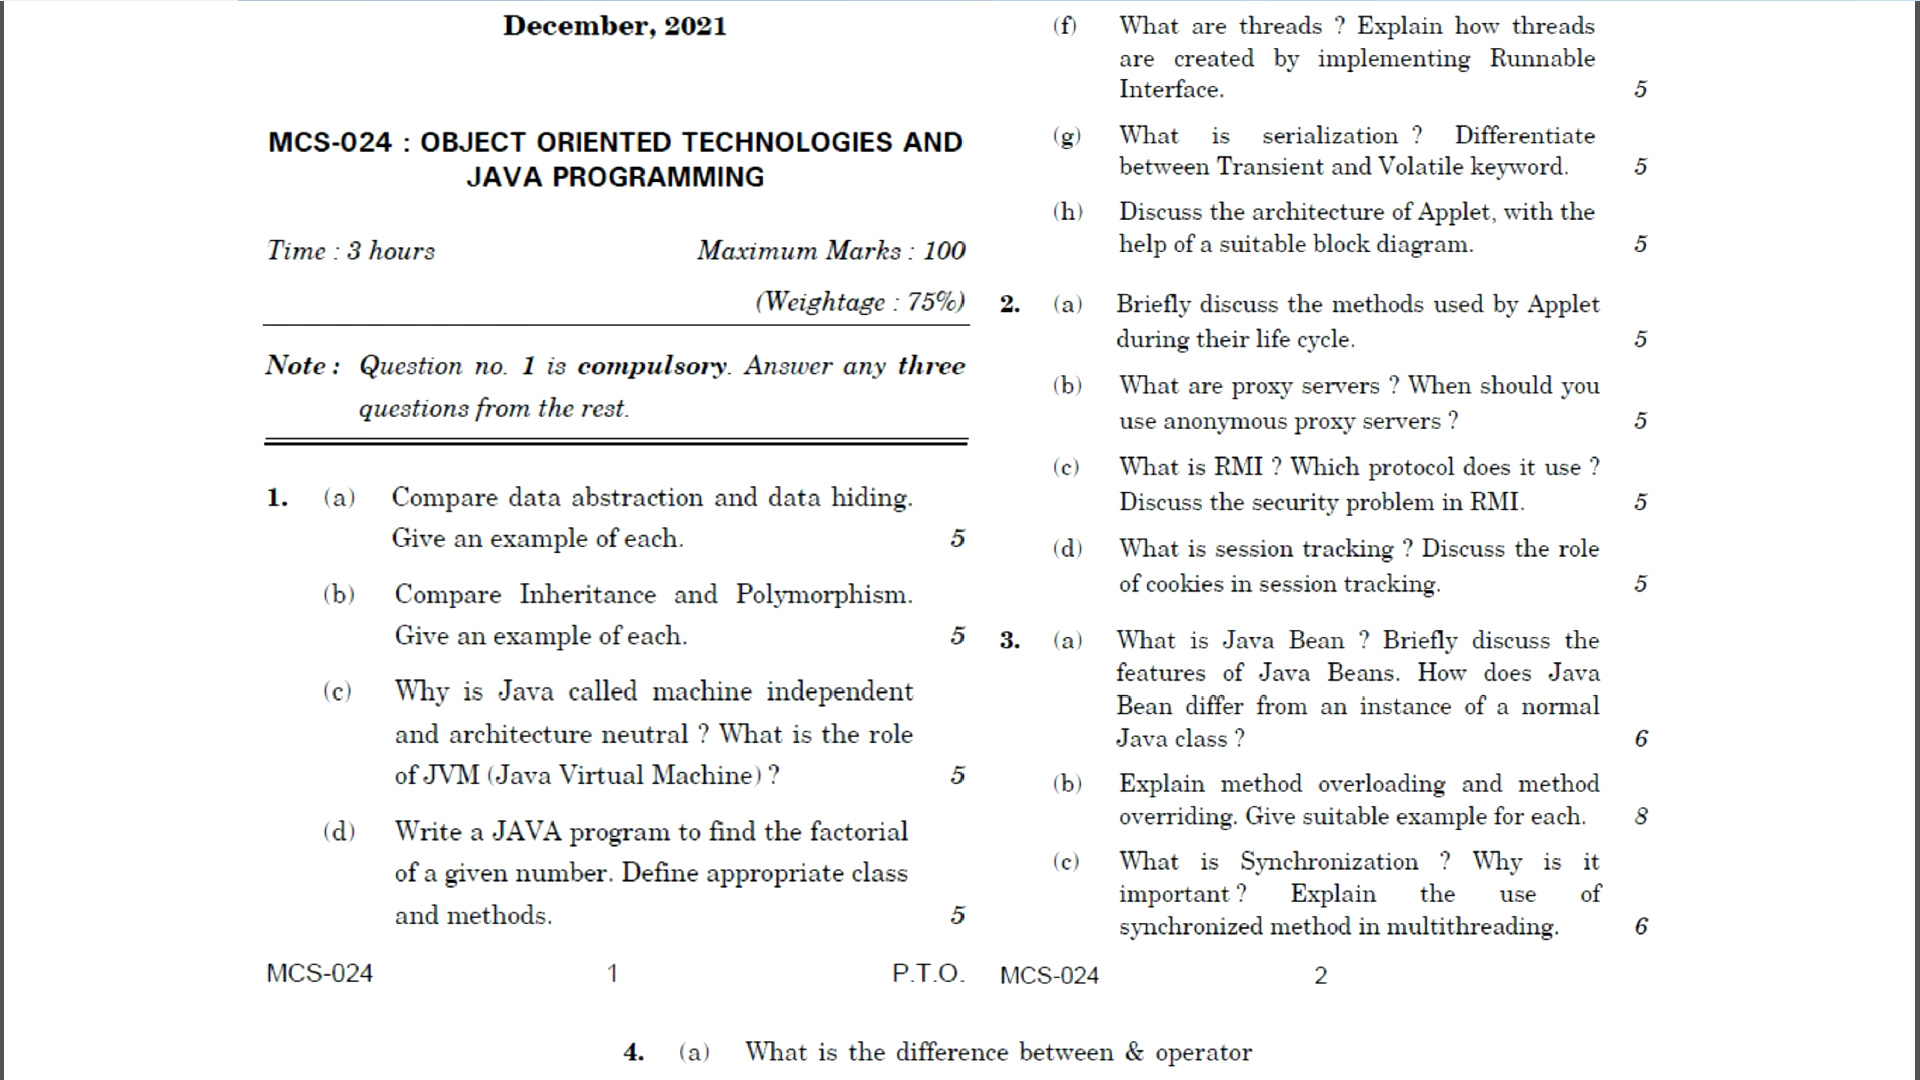 December, 2021
MCS-024 : OBJECT ORIENTED TECHNOLOGIES AND
JAVA PROGRAMMING
Time : 3 hours Maximum Marks : 100
(Weightage : 75%)
Note : Question no. 1 is compulsory. Answer any three
questions from the rest.
1. (a) Compare data abstraction and data hiding.
Give an example of each. 5
(b) Compare Inheritance and Polymorphism.
Give an example of each. 5
(c) Why is Java called machine independent
and architecture neutral ? What is the role
of JVM (Java Virtual Machine) ? 5
(d) Write a JAVA program to find the factorial
of a given number. Define appropriate class
and methods. 5
MCS-024 1 P.T.O.
(f) What are threads ? Explain how threads
are created by implementing Runnable
Interface. 5
(g) What is serialization ? Differentiate
between Transient and Volatile keyword. 5
(h) Discuss the architecture of Applet, with the
help of a suitable block diagram. 5
2. (a) Briefly discuss the methods used by Applet
during their life cycle. 5
(b) What are proxy servers ? When should you
use anonymous proxy servers ? 5
(c) What is RMI ? Which protocol does it use ?
Discuss the security problem in RMI. 5
(d) What is session tracking ? Discuss the role
of cookies in session tracking. 5
3. (a) What is Java Bean ? Briefly discuss the
features of Java Beans. How does Java
Bean differ from an instance of a normal
Java class ? 6
(b) Explain method overloading and method
overriding. Give suitable example for each. 8
(c) What is Synchronization ? Why is it
important ? Explain the use of
synchronized method in multithreading. 6
MCS-024 2
4. (a) What is the difference between & operator